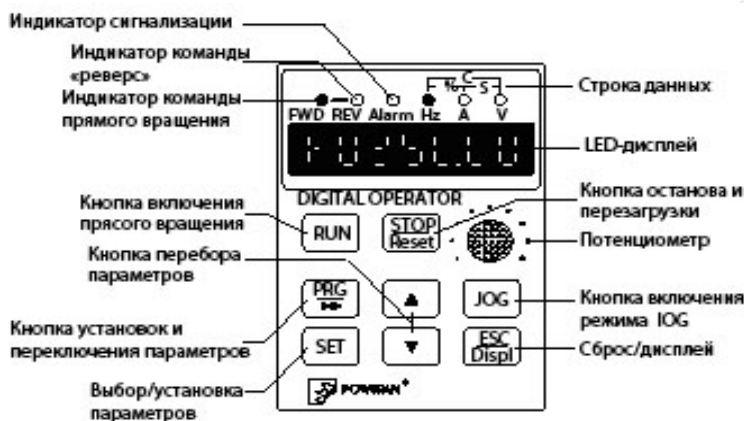 Индикатор сигнализации
Индикатор команды
«реверс»
Индикатор команды
прямого вращения
FWD REV Alarm Hz A V
% C S
Строка данных
LED-дисплей
DIGITAL OPERATOR
Кнопка включения
прясого вращения
RUN
STOP
Reset
Кнопка останова и
перезагрузки
Потенциометр
Кнопка перебора
параметров
PRG
JOG
Кнопка включения
режима IOG
Кнопка установок и
переключения параметров
SET
ESC
Displ
Сброс/дисплей
Выбор/установка
параметров